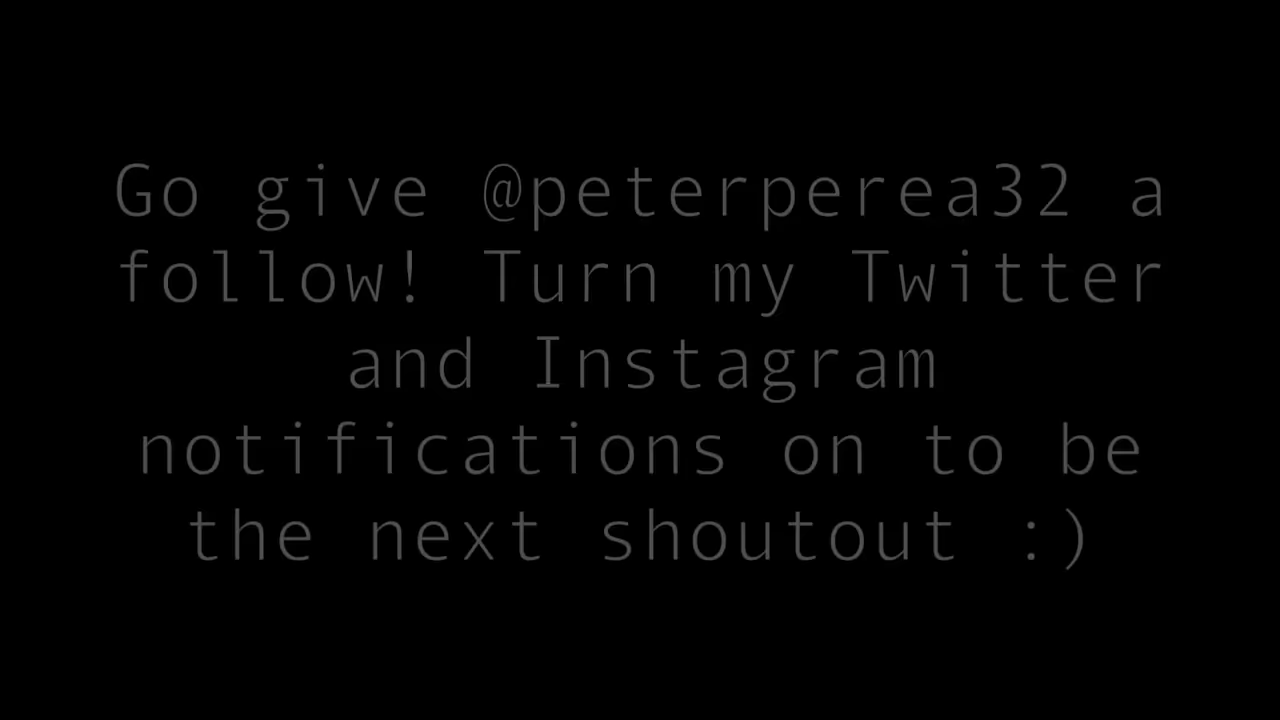 Go give @peterperea32 a
follow! Turn my Twitter
and Instagram
notifications on to be
the next shoutout :)